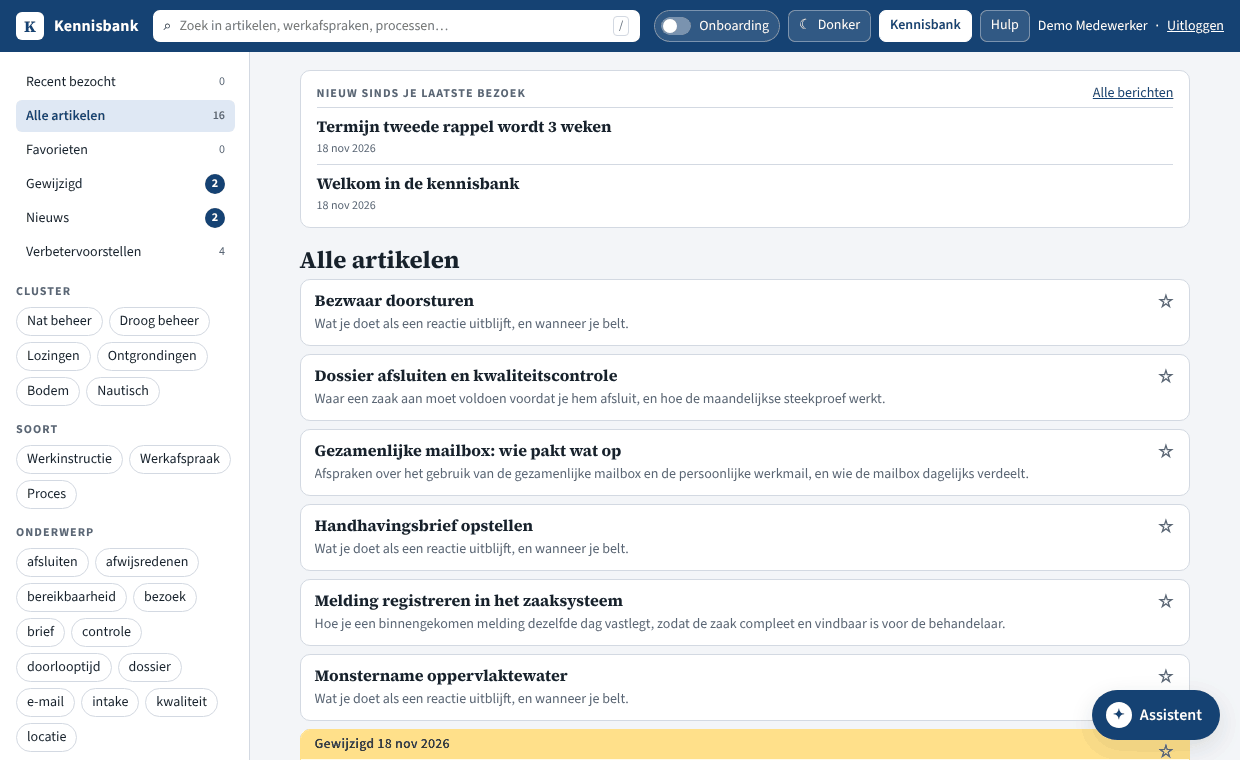 K Kennisbank
Zoek in artikelen, werkafspraken, processen…
/
Onboarding
Donker
Kennisbank
Hulp
Demo Medewerker · Uitloggen
Recent bezocht 0
Alle artikelen 16
Favorieten 0
Gewijzigd 2
Nieuws 2
Verbetervoorstellen 4
CLUSTER
Nat beheer Droog beheer
Lozingen Ontgrondingen
Bodem Nautisch
SOORT
Werkinstructie Werkafspraak
Proces
ONDERWERP
afsluiten afwijsredenen
bereikbaarheid bezoek
brief controle
doorlooptijd dossier
e-mail intake kwaliteit
locatie
NIEUW SINDS JE LAATSTE BEZOEK Alle berichten
Termijn tweede rappel wordt 3 weken
18 nov 2026
Welkom in de kennisbank
18 nov 2026
Alle artikelen
Bezwaar doorsturen
Wat je doet als een reactie uitblijft, en wanneer je belt.
Dossier afsluiten en kwaliteitscontrole
Waar een zaak aan moet voldoen voordat je hem afsluit, en hoe de maandelijkse steekproef werkt.
Gezamenlijke mailbox: wie pakt wat op
Afspraken over het gebruik van de gezamenlijke mailbox en de persoonlijke werkmail, en wie de mailbox dagelijks verdeelt.
Handhavingsbrief opstellen
Wat je doet als een reactie uitblijft, en wanneer je belt.
Melding registreren in het zaaksysteem
Hoe je een binnengekomen melding dezelfde dag vastlegt, zodat de zaak compleet en vindbaar is voor de behandelaar.
Monstername oppervlaktewater
Wat je doet als een reactie uitblijft, en wanneer je belt.
Gewijzigd 18 nov 2026
Assistent